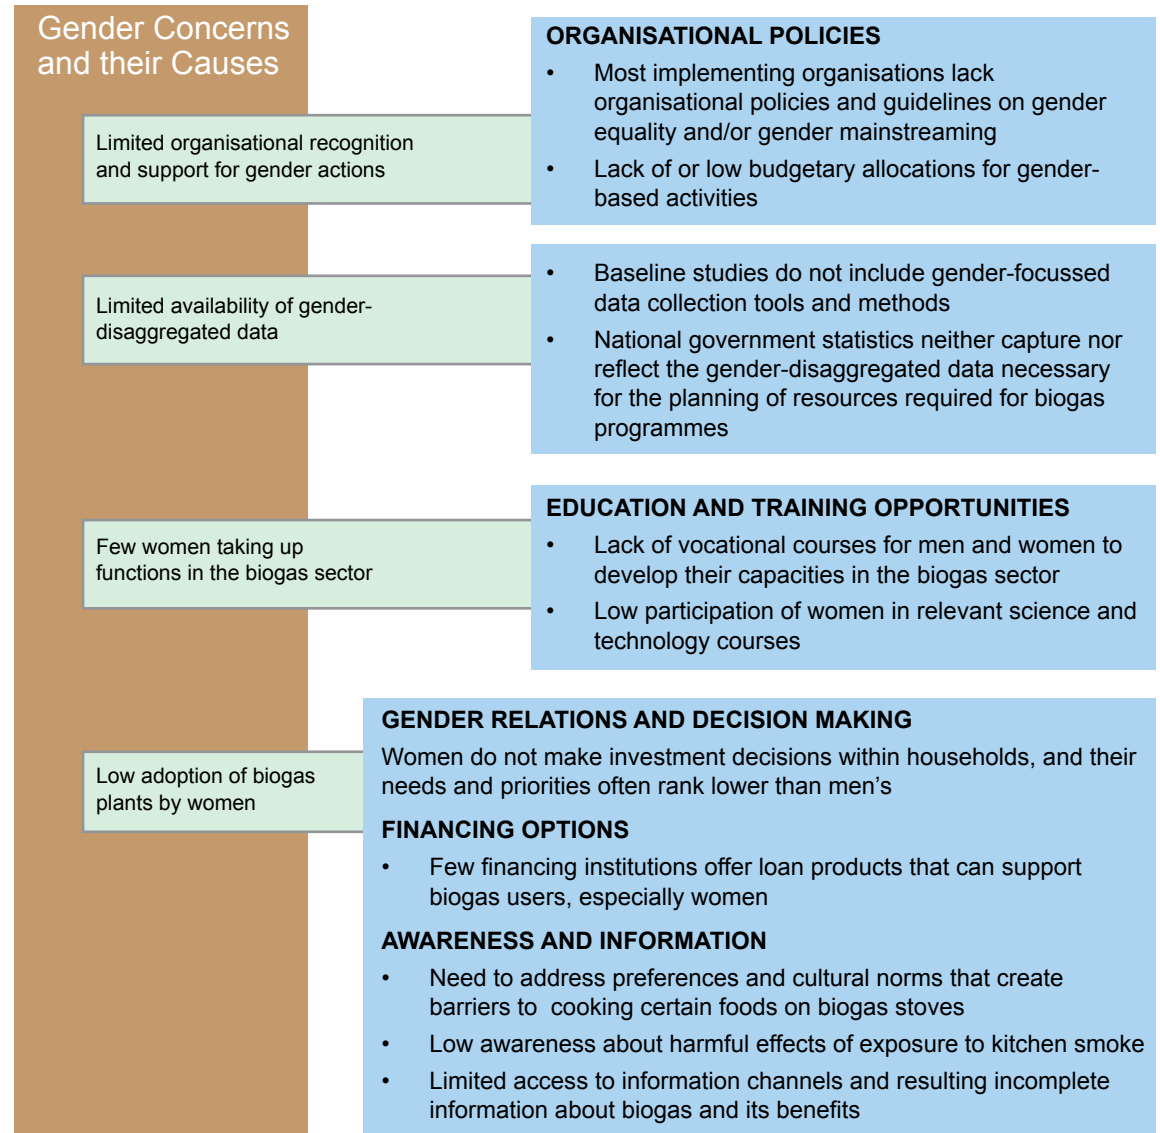 Gender Concerns
and their Causes
Limited organisational recognition
and support for gender actions
ORGANISATIONAL POLICIES
• Most implementing organisations lack
organisational policies and guidelines on gender
equality and/or gender mainstreaming
• Lack of or low budgetary allocations for gender-
based activities
Limited availability of gender-
disaggregated data
• Baseline studies do not include gender-focussed
data collection tools and methods
• National government statistics neither capture nor
reflect the gender-disaggregated data necessary
for the planning of resources required for biogas
programmes
Few women taking up
functions in the biogas sector
EDUCATION AND TRAINING OPPORTUNITIES
• Lack of vocational courses for men and women to
develop their capacities in the biogas sector
• Low participation of women in relevant science and
technology courses
Low adoption of biogas
plants by women
GENDER RELATIONS AND DECISION MAKING
Women do not make investment decisions within households, and their
needs and priorities often rank lower than men’s
FINANCING OPTIONS
• Few financing institutions offer loan products that can support
biogas users, especially women
AWARENESS AND INFORMATION
• Need to address preferences and cultural norms that create
barriers to cooking certain foods on biogas stoves
• Low awareness about harmful effects of exposure to kitchen smoke
• Limited access to information channels and resulting incomplete
information about biogas and its benefits